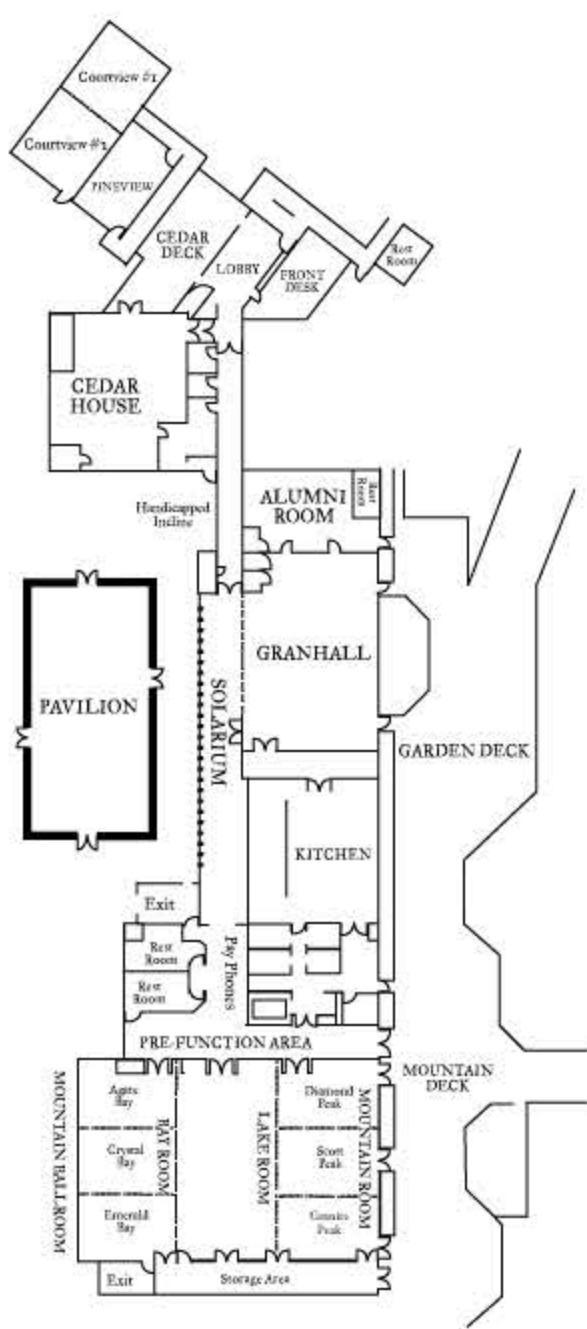 Courtview #1
Courtview #2
PINEVIEW
CEDAR
DECK
LOBBY
FRONT
DESK
Rest
Room
CEDAR
HOUSE
Handicapped
Incline
ALUMNI
ROOM
Rest
Room
GRANHALL
PAVILION
SOLARIUM
GARDEN DECK
KITCHEN
Exit
Rest
Room
Pay Phones
Rest
Room
PRE-FUNCTION AREA
MOUNTAIN
DECK
MOUNTAIN BALLROOM
Agate
Bay
BAY ROOM
LAKE ROOM
Diamond
Peak
MOUNTAIN ROOM
Crystal
Bay
Scott
Peak
Emerald
Bay
Granite
Peak
Exit
Storage Area